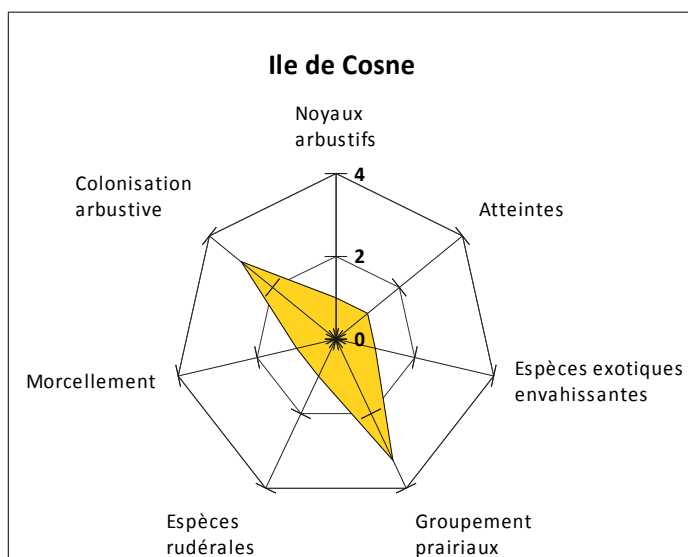 Ile de Cosne
Noyaux
arbustifs
Colonisation
arbustive
4
Atteintes
2
0
Morcellement
Espèces exotiques
envahissantes
Espèces
rudérales
Groupement
prairiaux